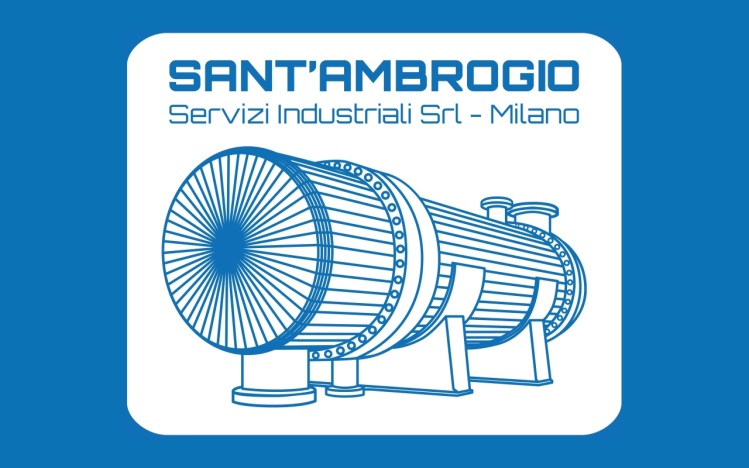 SANT'AMBROGIO
Servizi Industriali Srl - Milano